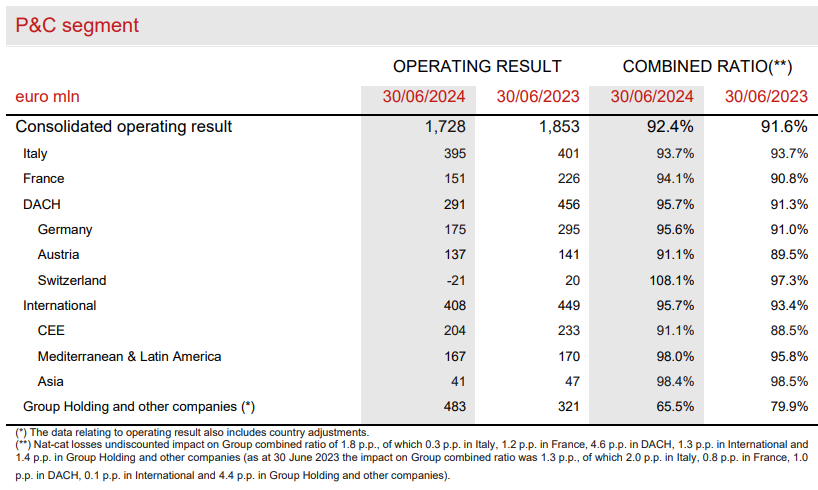 P&C segment
OPERATING RESULT COMBINED RATIO(**)
euro mln 30/06/2024 30/06/2023 30/06/2024 30/06/2023
Consolidated operating result 1,728 1,853 92.4% 91.6%
Italy 395 401 93.7% 93.7%
France 151 226 94.1% 90.8%
DACH 291 456 95.7% 91.3%
Germany 175 295 95.6% 91.0%
Austria 137 141 91.1% 89.5%
Switzerland -21 20 108.1% 97.3%
International 408 449 95.7% 93.4%
CEE 204 233 91.1% 88.5%
Mediterranean & Latin America 167 170 98.0% 95.8%
Asia 41 47 98.4% 98.5%
Group Holding and other companies (*) 483 321 65.5% 79.9%
(*) The data relating to operating result also includes country adjustments.
(**) Nat-cat losses undiscounted impact on Group combined ratio of 1.8 p.p., of which 0.3 p.p. in Italy, 1.2 p.p. in France, 4.6 p.p. in DACH, 1.3 p.p. in International and
1.4 p.p. in Group Holding and other companies (as at 30 June 2023 the impact on Group combined ratio was 1.3 p.p., of which 2.0 p.p. in Italy, 0.8 p.p. in France, 1.0
p.p. in DACH, 0.1 p.p. in International and 4.4 p.p. in Group Holding and other companies).